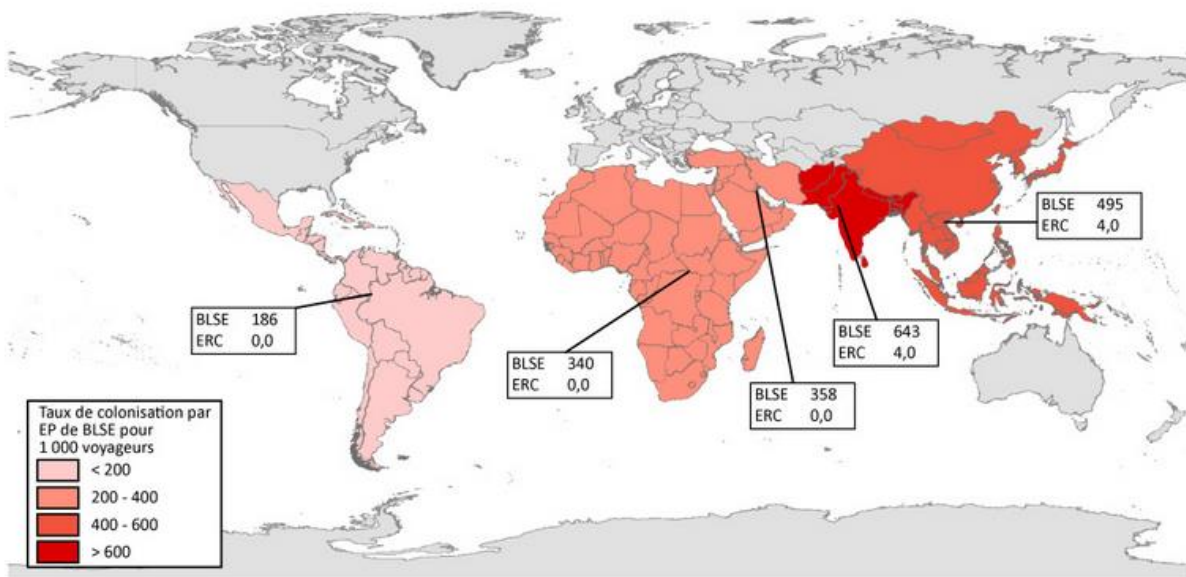 BLSE 495
ERC 4,0
BLSE 186
ERC 0,0
BLSE 643
ERC 4,0
BLSE 340
ERC 0,0
BLSE 358
ERC 0,0
Taux de colonisation par
EP de BLSE pour
1 000 voyageurs
< 200
200 - 400
400 - 600
> 600